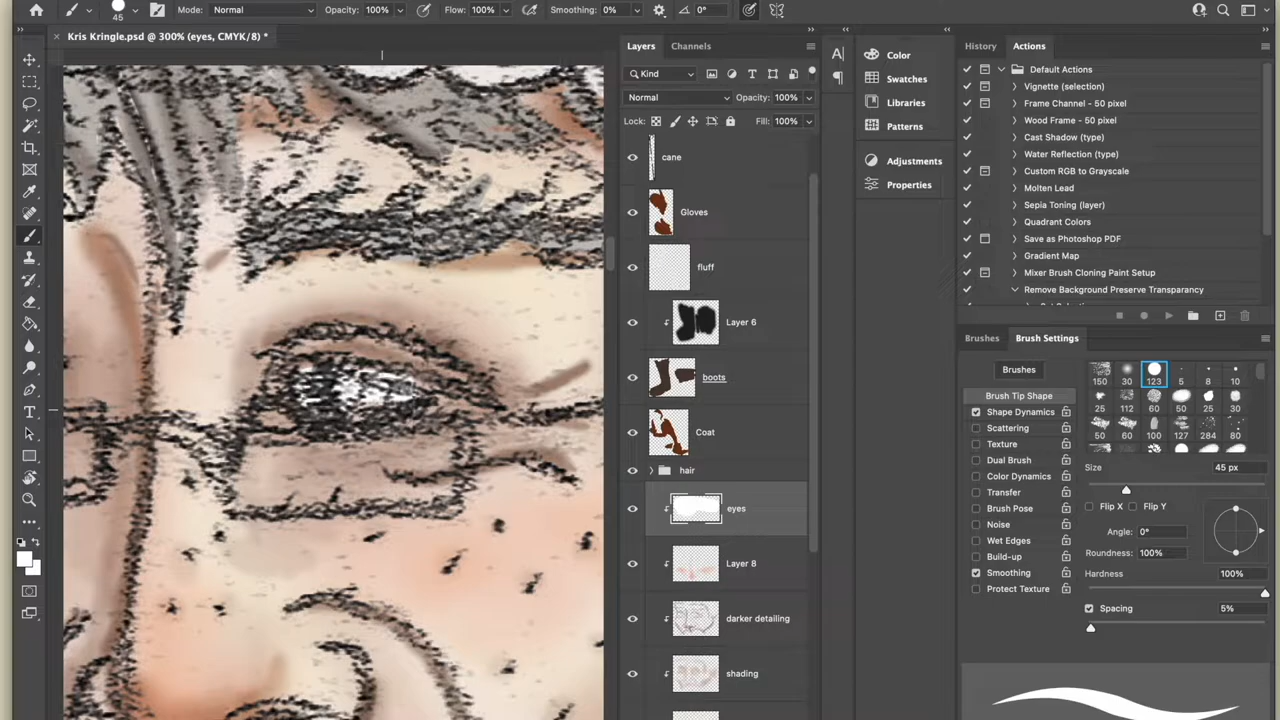 45
Mode: Normal
Opacity: 100%
Flow: 100%
Smoothing: 0%
0°
× Kris Kringle.psd @ 300% (eyes, CMYK/8) *
Layers
Channels
Kind
Normal
Opacity: 100%
Lock:
Fill: 100%
cane
Gloves
fluff
Layer 6
boots
Coat
hair
eyes
Layer 8
darker detailing
shading
Color
Swatches
Libraries
Patterns
Adjustments
Properties
History
Actions
Default Actions
Vignette (selection)
Frame Channel - 50 pixel
Wood Frame - 50 pixel
Cast Shadow (type)
Water Reflection (type)
Custom RGB to Grayscale
Molten Lead
Sepia Toning (layer)
Quadrant Colors
Save as Photoshop PDF
Gradient Map
Mixer Brush Cloning Paint Setup
Remove Background Preserve Transparency
Brushes
Brush Settings
Brushes
Brush Tip Shape
Shape Dynamics
Scattering
Texture
Dual Brush
Color Dynamics
Transfer
Brush Pose
Noise
Wet Edges
Build-up
Smoothing
Protect Texture
150 30 123 5 8 10
25 112 60 50 25 30
50 60 100 127 284 80
Size
45 px
Flip X
Flip Y
Angle: 0°
Roundness: 100%
Hardness
100%
Spacing
5%